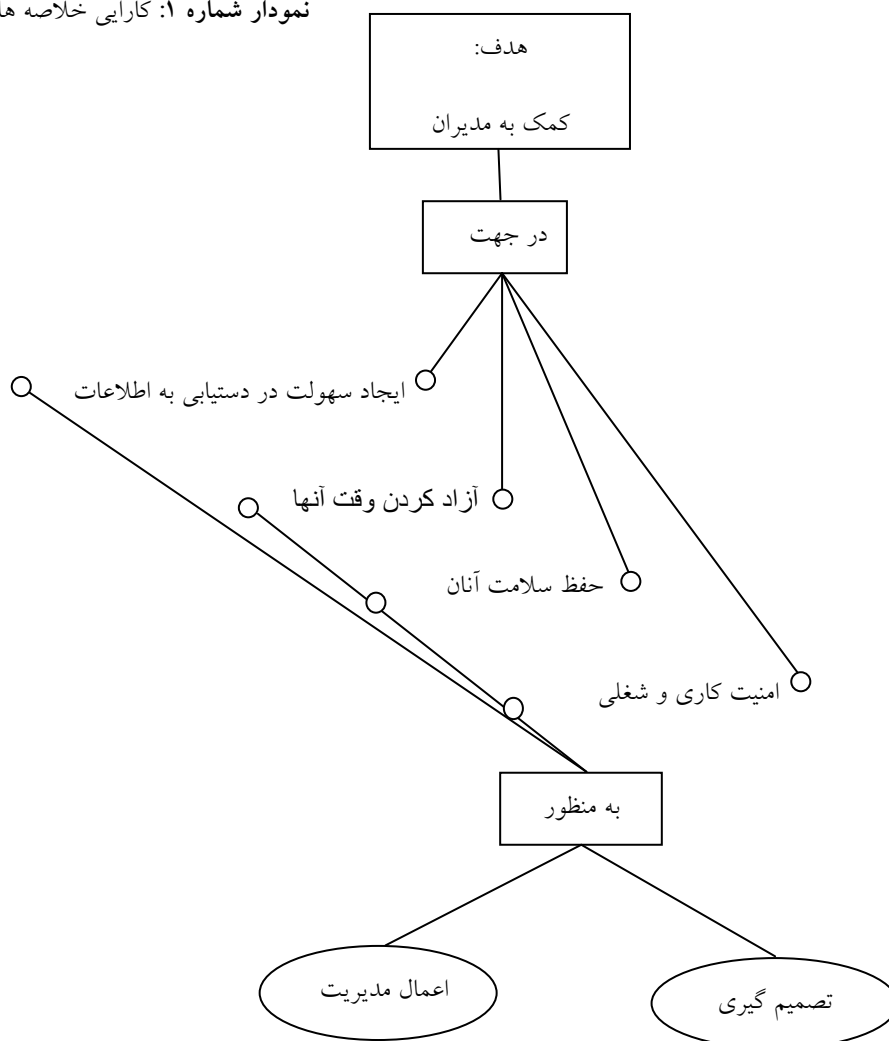 نمودار شماره ۱: کارایی خلاصه ها
هدف:
کمک به مدیران
در جهت
ایجاد سهولت در دستیابی به اطلاعات
آزاد کردن وقت آنها
حفظ سلامت آنان
امنیت کاری و شغلی
به منظور
اعمال مدیریت
تصمیم گیری